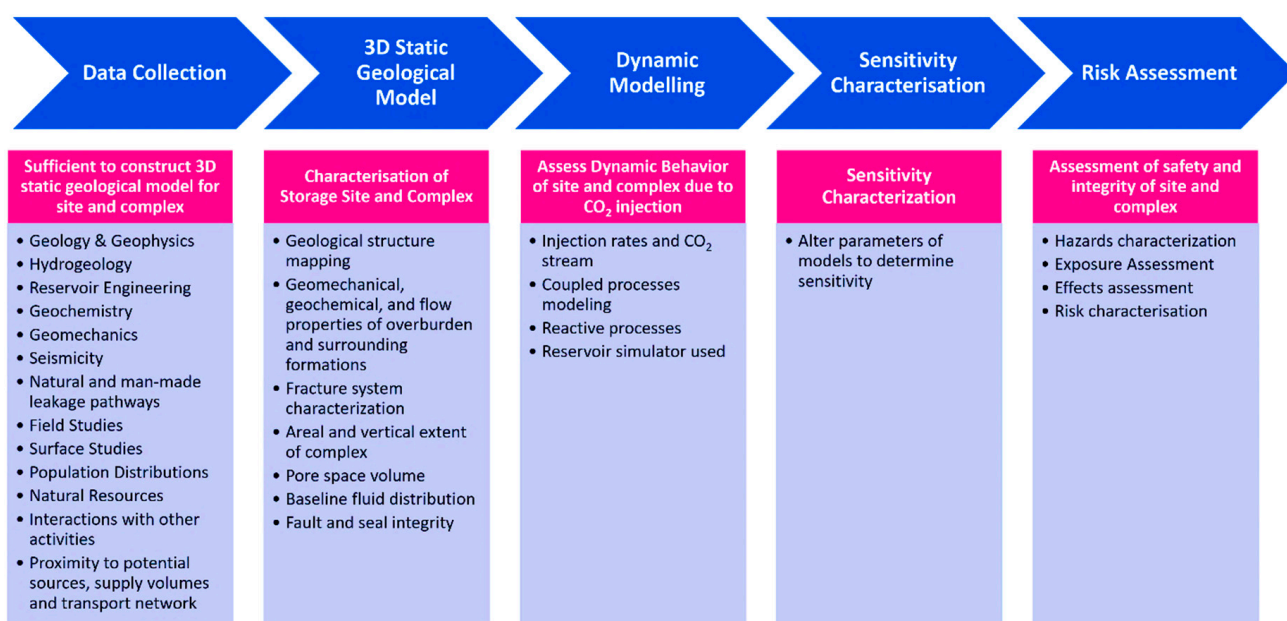 Data Collection
3D Static
Geological
Model
Dynamic
Modelling
Sensitivity
Characterisation
Risk Assessment
Sufficient to construct 3D
static geological model for
site and complex
• Geology & Geophysics
• Hydrogeology
• Reservoir Engineering
• Geochemistry
• Geomechanics
• Seismicity
• Natural and man-made
leakage pathways
• Field Studies
• Surface Studies
• Population Distributions
• Natural Resources
• Interactions with other
activities
• Proximity to potential
sources, supply volumes
and transport network
Characterisation of
Storage Site and Complex
• Geological structure
mapping
• Geomechanical,
geochemical, and flow
properties of overburden
and surrounding
formations
• Fracture system
characterization
• Areal and vertical extent
of complex
• Pore space volume
• Baseline fluid distribution
• Fault and seal integrity
Assess Dynamic Behavior
of site and complex due to
CO₂ injection
• Injection rates and CO₂
stream
• Coupled processes
modeling
• Reactive processes
• Reservoir simulator used
Sensitivity
Characterization
• Alter parameters of
models to determine
sensitivity
Assessment of safety and
integrity of site and
complex
• Hazards characterization
• Exposure Assessment
• Effects assessment
• Risk characterisation